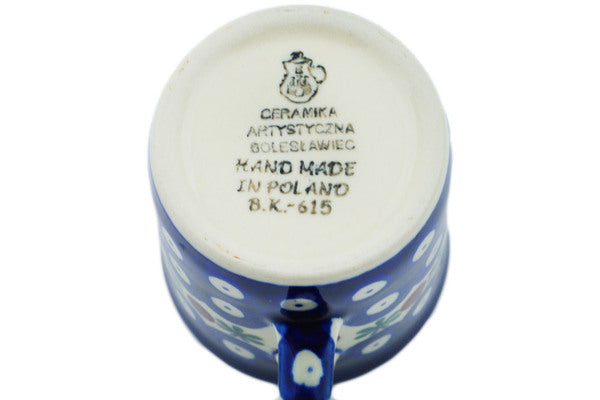 CERAMIKA
ARTYSTYCZNA
BOLESŁAWIEC
HAND MADE
IN POLAND
B.K.-615